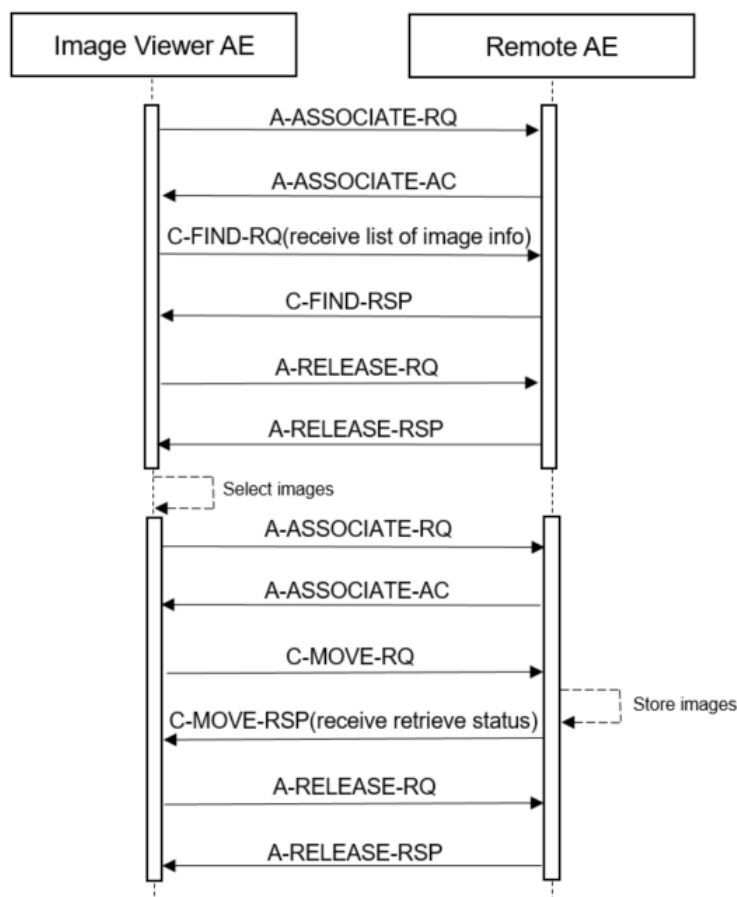 Image Viewer AE
Remote AE
A-ASSOCIATE-RQ
A-ASSOCIATE-AC
C-FIND-RQ(receive list of image info)
C-FIND-RSP
A-RELEASE-RQ
A-RELEASE-RSP
Select images
A-ASSOCIATE-RQ
A-ASSOCIATE-AC
C-MOVE-RQ
Store images
C-MOVE-RSP(receive retrieve status)
A-RELEASE-RQ
A-RELEASE-RSP